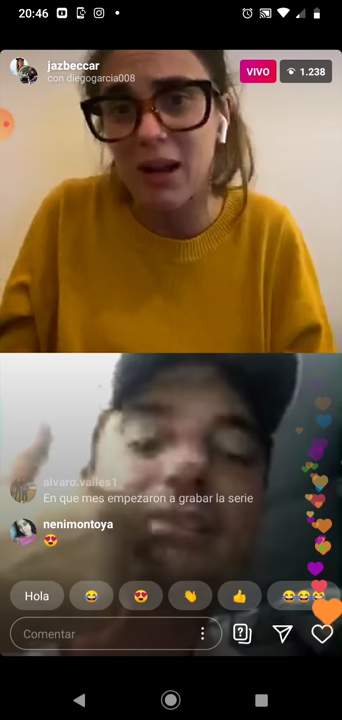 20:46
jazbeccar
con diegogarcia008
VIVO
1.238
alvaro.valles1
En que mes empezaron a grabar la serie
nenimontoya
😍
Hola 😂 😍 👏 👍 😂😂😂
Comentar